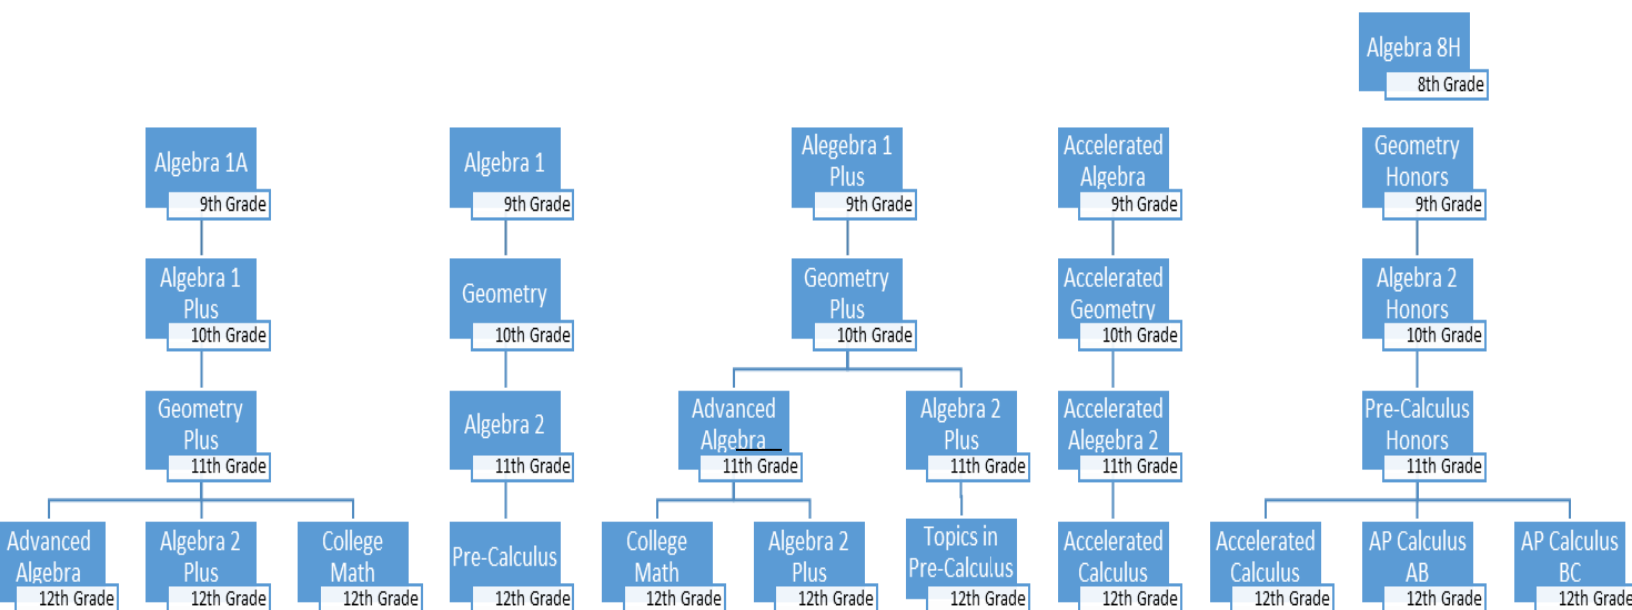 Algebra 8H
8th Grade
Algebra 1A
9th Grade
Algebra 1
9th Grade
Alegebra 1
Plus
9th Grade
Accelerated
Algebra
9th Grade
Geometry
Honors
9th Grade
Algebra 1
Plus
10th Grade
Geometry
10th Grade
Geometry
Plus
10th Grade
Accelerated
Geometry
10th Grade
Algebra 2
Honors
10th Grade
Geometry
Plus
11th Grade
Algebra 2
11th Grade
Advanced
Algebra
11th Grade
Algebra 2
Plus
11th Grade
Accelerated
Alegebra 2
11th Grade
Pre-Calculus
Honors
11th Grade
Advanced
Algebra
12th Grade
Algebra 2
Plus
12th Grade
College
Math
12th Grade
Pre-Calculus
12th Grade
College
Math
12th Grade
Algebra 2
Plus
12th Grade
Topics in
Pre-Calculus
12th Grade
Accelerated
Calculus
12th Grade
Accelerated
Calculus
12th Grade
AP Calculus
AB
12th Grade
AP Calculus
BC
12th Grade